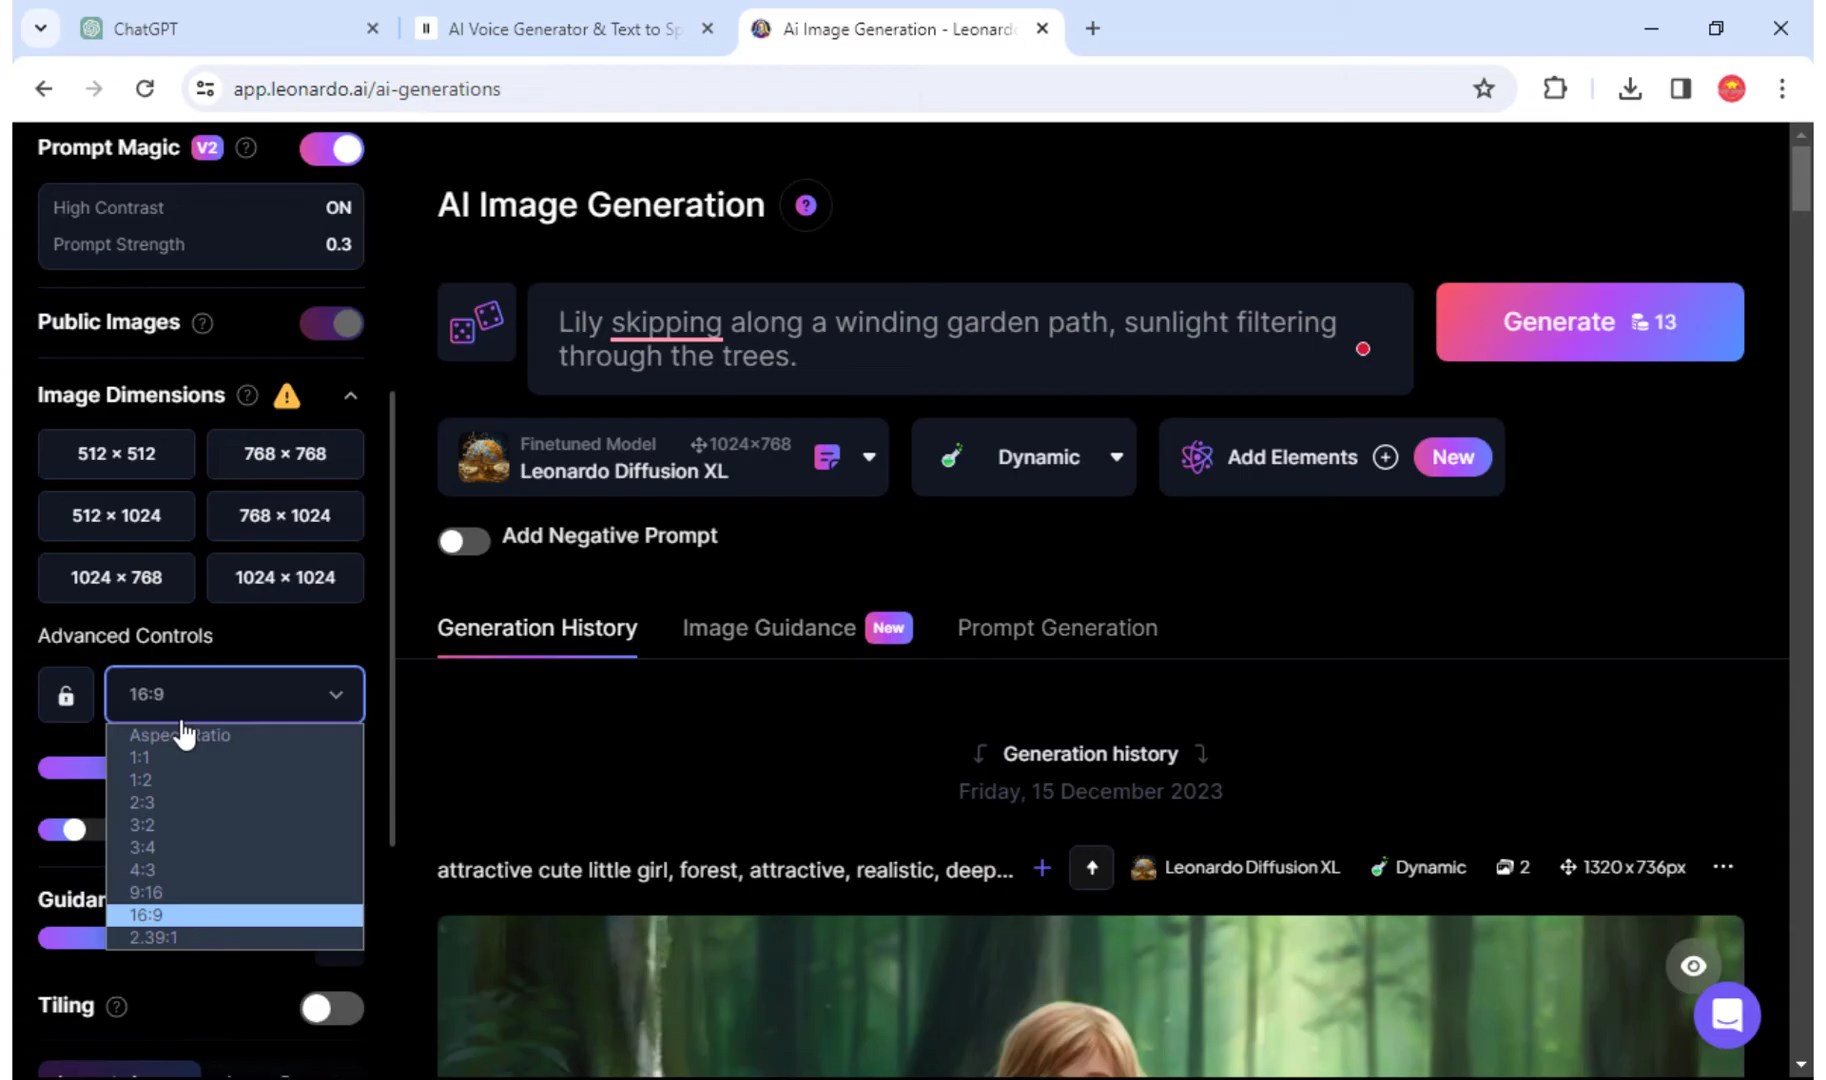 ChatGPT
AI Voice Generator & Text to Sp
Ai Image Generation - Leonardo
app.leonardo.ai/ai-generations
Prompt Magic V2
High Contrast ON
Prompt Strength 0.3
Public Images
Image Dimensions
512 × 512 768 × 768
512 × 1024 768 × 1024
1024 × 768 1024 × 1024
Advanced Controls
16:9
Aspect Ratio
1:1
1:2
2:3
3:2
3:4
4:3
9:16
16:9
2.39:1
Guidan
Tiling
AI Image Generation
Lily skipping along a winding garden path, sunlight filtering
through the trees.
Generate 13
Finetuned Model 1024×768
Leonardo Diffusion XL
Dynamic
Add Elements New
Add Negative Prompt
Generation History
Image Guidance New
Prompt Generation
Generation history
Friday, 15 December 2023
attractive cute little girl, forest, attractive, realistic, deep...
Leonardo Diffusion XL
Dynamic
2
1320x736px